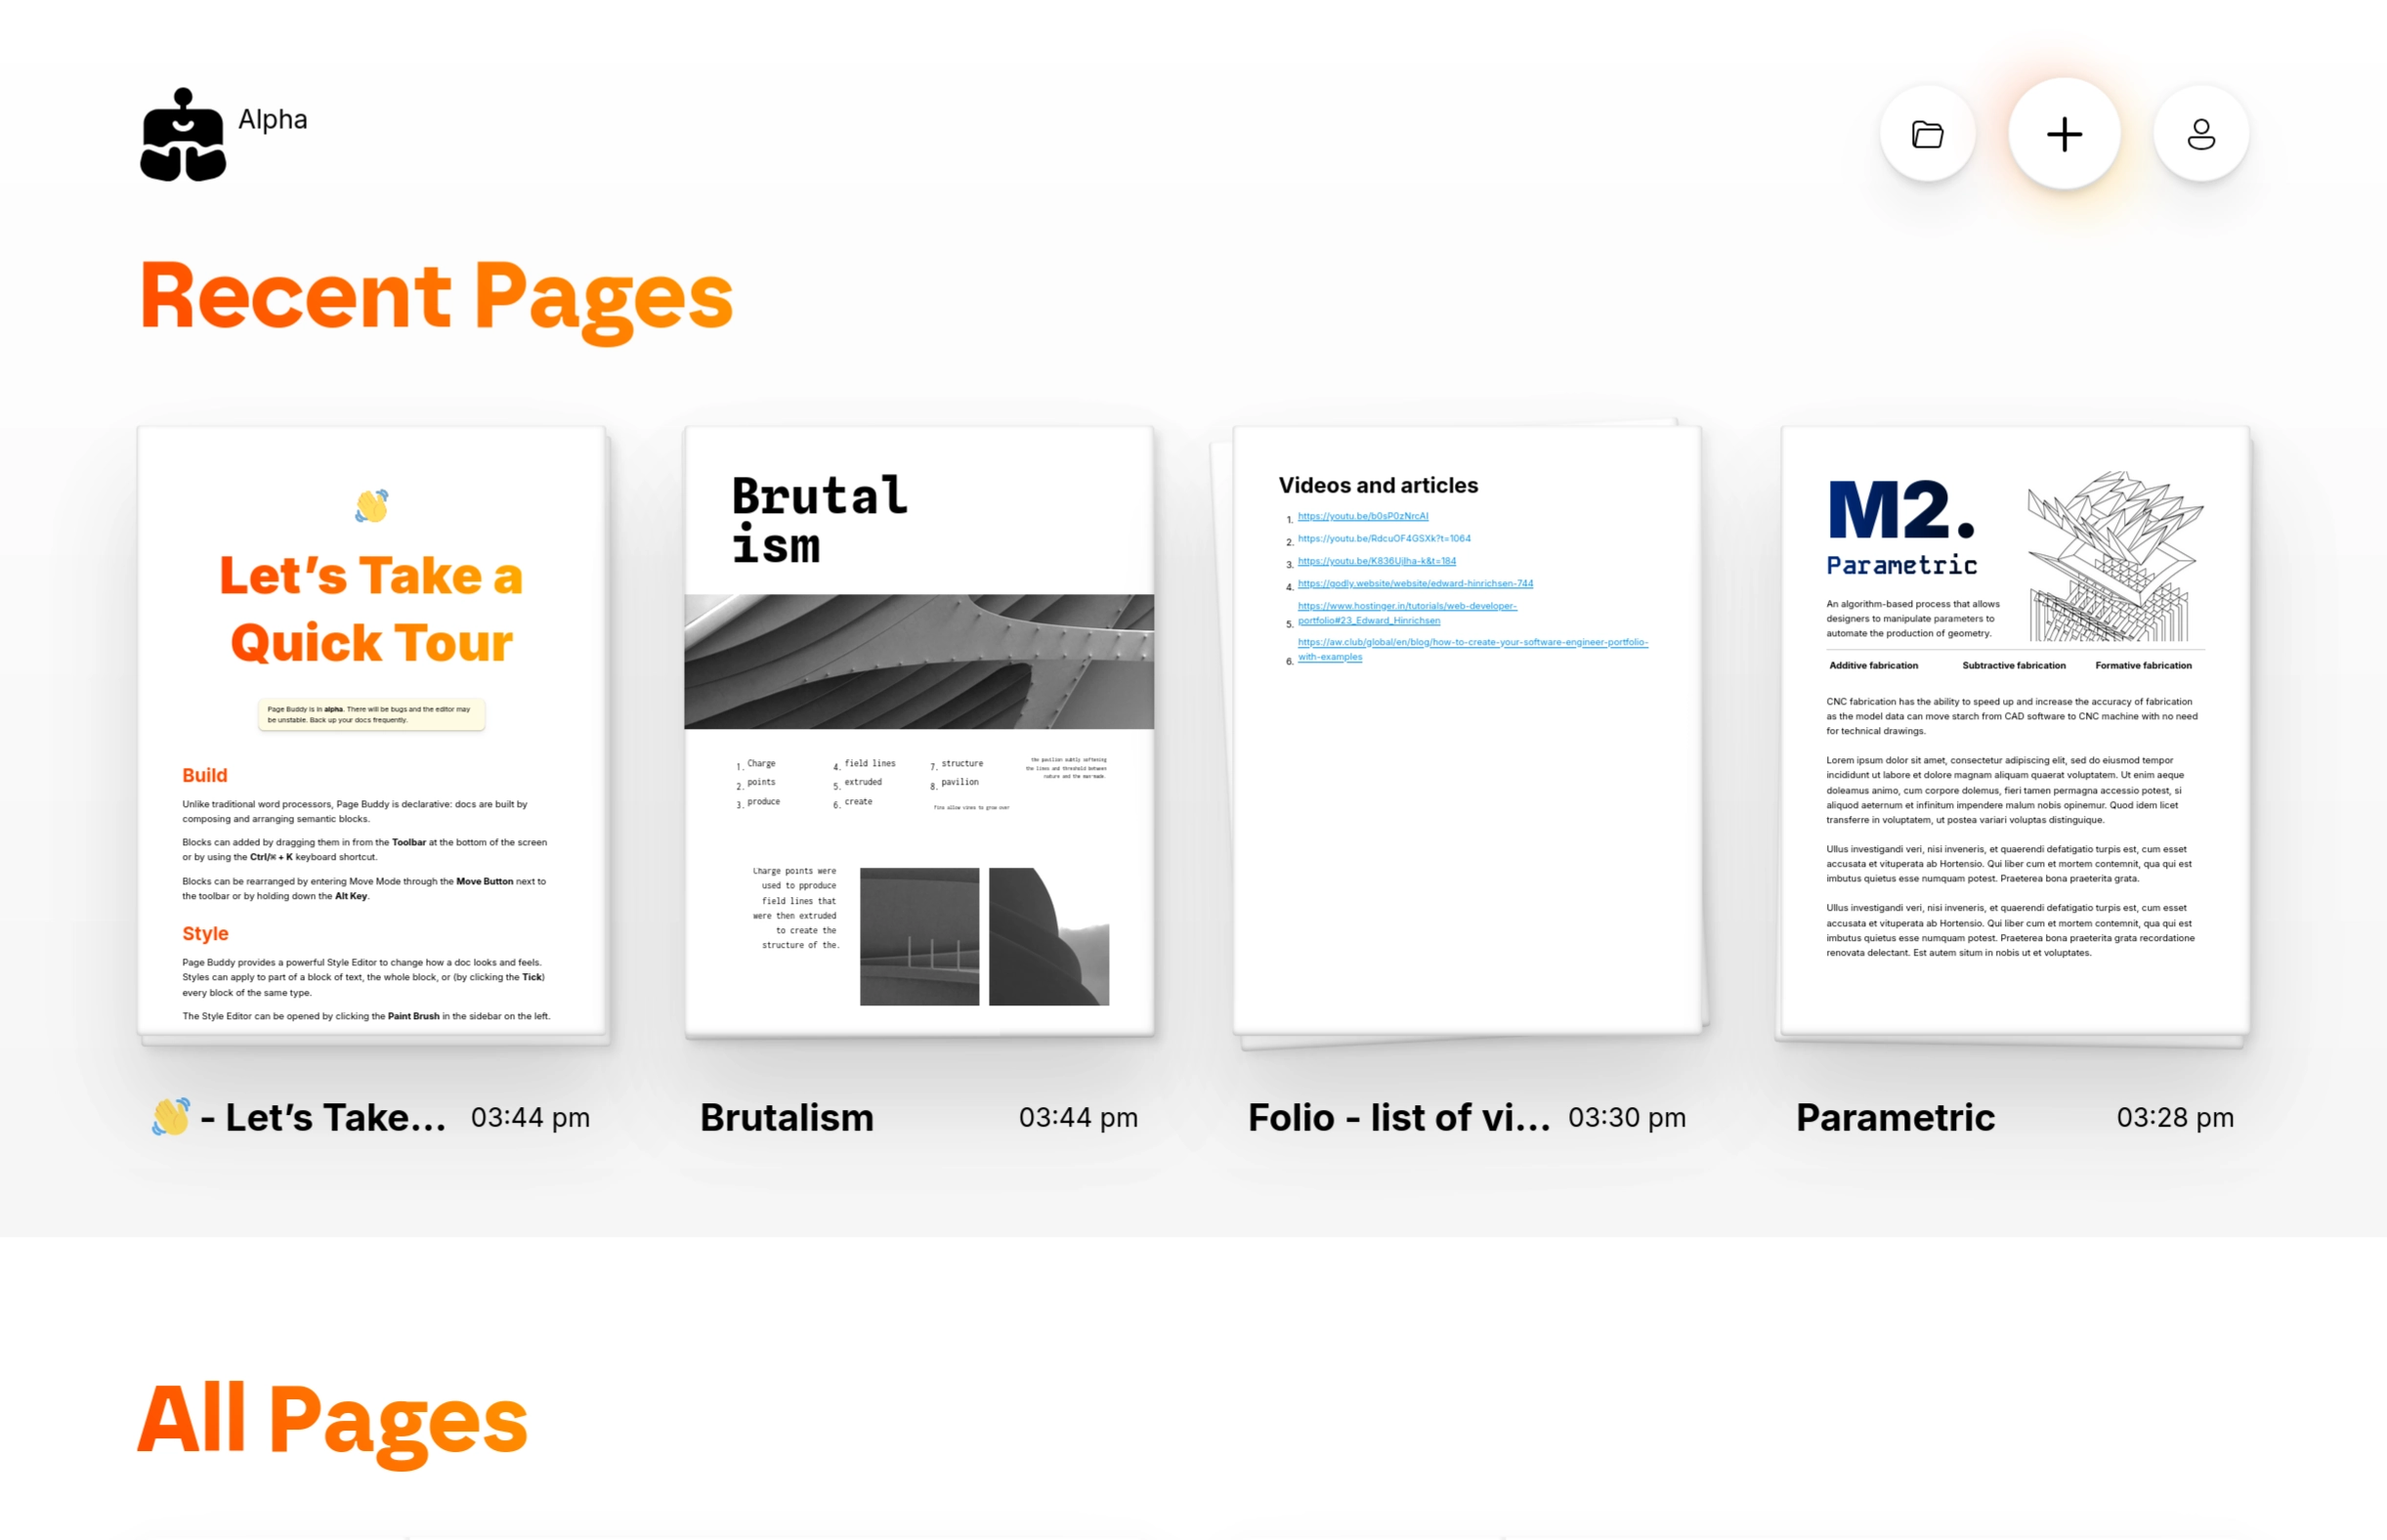 Alpha
Recent Pages
👋
Let’s Take a
Quick Tour
Page Buddy is in alpha. There will be bugs and the editor may
be unstable. Back up your docs frequently.
Build
Unlike traditional word processors, Page Buddy is declarative: docs are built by
composing and arranging semantic blocks.
Blocks can added by dragging them in from the Toolbar at the bottom of the screen
or by using the Ctrl/⌘ + K keyboard shortcut.
Blocks can be rearranged by entering Move Mode through the Move Button next to
the toolbar or by holding down the Alt Key.
Style
Page Buddy provides a powerful Style Editor to change how a doc looks and feels.
Styles can apply to part of a block of text, the whole block, or (by clicking the Tick)
every block of the same type.
The Style Editor can be opened by clicking the Paint Brush in the sidebar on the left.
👋 - Let’s Take... 03:44 pm
Brutal
ism
1. Charge
2. points
3. produce
4. field lines
5. extruded
6. create
7. structure
8. pavilion
the pavilion subtly softening
the lines and threshold between
nature and the man-made.
fins allow vines to grow over
Charge points were
used to pproduce
field lines that
were then extruded
to create the
structure of the.
Brutalism 03:44 pm
Videos and articles
1. https://youtu.be/b0sP0zNrcAI
2. https://youtu.be/RdcuOF4GSXk?t=1064
3. https://youtu.be/K836Ujlha-k&t=184
4. https://godly.website/website/edward-hinrichsen-744
5. https://www.hostinger.in/tutorials/web-developer-
portfolio#23_Edward_Hinrichsen
6. https://aw.club/global/en/blog/how-to-create-your-software-engineer-portfolio-
with-examples
Folio - list of vi... 03:30 pm
M2.
Parametric
An algorithm-based process that allows
designers to manipulate parameters to
automate the production of geometry.
Additive fabrication Subtractive fabrication Formative fabrication
CNC fabrication has the ability to speed up and increase the accuracy of fabrication
as the model data can move starch from CAD software to CNC machine with no need
for technical drawings.
Lorem ipsum dolor sit amet, consectetur adipiscing elit, sed do eiusmod tempor
incididunt ut labore et dolore magnam aliquam quaerat voluptatem. Ut enim aeque
doleamus animo, cum corpore dolemus, fieri tamen permagna accessio potest, si
aliquod aeternum et infinitum impendere malum nobis opinemur. Quod idem licet
transferre in voluptatem, ut postea variari voluptas distinguique.
Ullus investigandi veri, nisi inveneris, et quaerendi defatigatio turpis est, cum esset
accusata et vituperata ab Hortensio. Qui liber cum et mortem contemnit, qua qui est
imbutus quietus esse numquam potest. Praeterea bona praeterita grata.
Ullus investigandi veri, nisi inveneris, et quaerendi defatigatio turpis est, cum esset
accusata et vituperata ab Hortensio. Qui liber cum et mortem contemnit, qua qui est
imbutus quietus esse numquam potest. Praeterea bona praeterita grata recordatione
renovata delectant. Est autem situm in nobis ut et voluptates.
Parametric 03:28 pm
All Pages